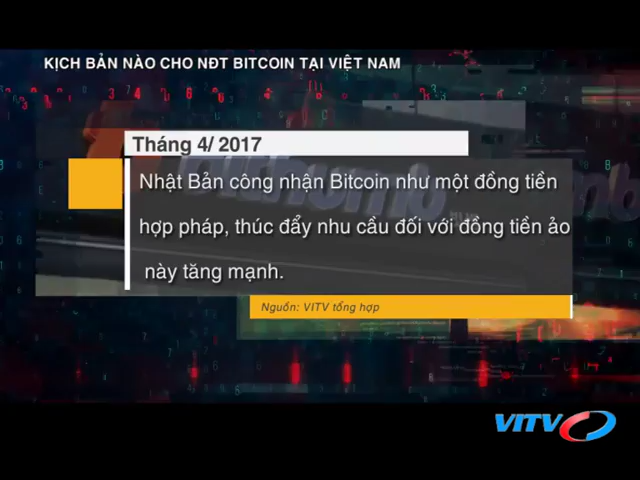 KỊCH BẢN NÀO CHO NĐT BITCOIN TẠI VIỆT NAM
Tháng 4/ 2017
Nhật Bản công nhận Bitcoin như một đồng tiền
hợp pháp, thúc đẩy nhu cầu đối với đồng tiền ảo
này tăng mạnh.
Nguồn: VITV tổng hợp
VITV